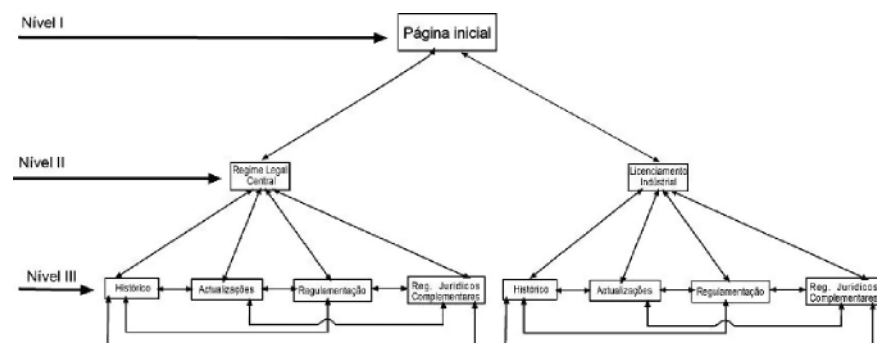 Nível I
Página inicial
Nível II
Regime Legal
Central
Licenciamento
Indústrial
Nível III
Histórico
Actualizações
Regulamentação
Reg. Jurídicos
Complementares
Histórico
Actualizações
Regulamentação
Reg. Jurídicos
Complementares